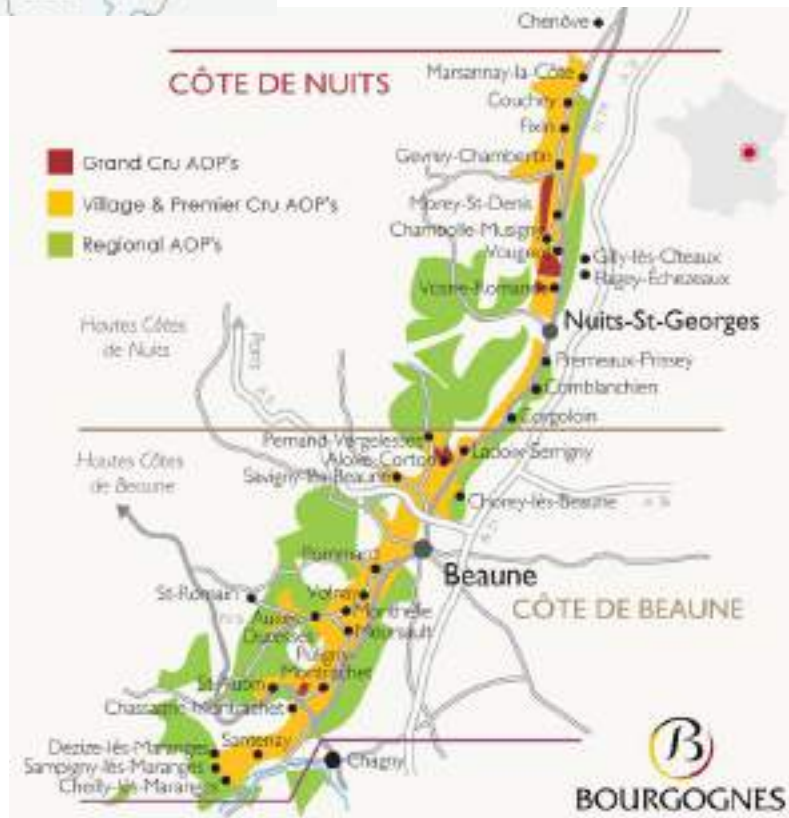 Chenôve
Marsannay-la-Côte
CÔTE DE NUITS
Couchey
Fixin
Grand Cru AOP's
Gevrey-Chambertin
Village & Premier Cru AOP's
Morey-St-Denis
Chambolle-Musigny
Regional AOP's
Vougeot
Gilly-lès-Cîteaux
Flagey-Échezeaux
Vosne-Romanée
Nuits-St-Georges
Hautes Côtes
de Nuits
Paris
Premeaux-Prissey
Comblanchien
Corgoloin
Pernand-Vergelesses
Aloxe-Corton
Ladoix-Serrigny
Hautes Côtes
de Beaune
Savigny-lès-Beaune
Chorey-lès-Beaune
Pommard
Beaune
St-Romain
Volnay
CÔTE DE BEAUNE
Monthelie
Auxey-
Duresses
Meursault
Puligny-
Montrachet
St-Aubin
Chassagne-Montrachet
Santenay
Dezize-lès-Maranges
Sampigny-lès-Maranges
Cheilly-lès-Maranges
Chagny
B
BOURGOGNES